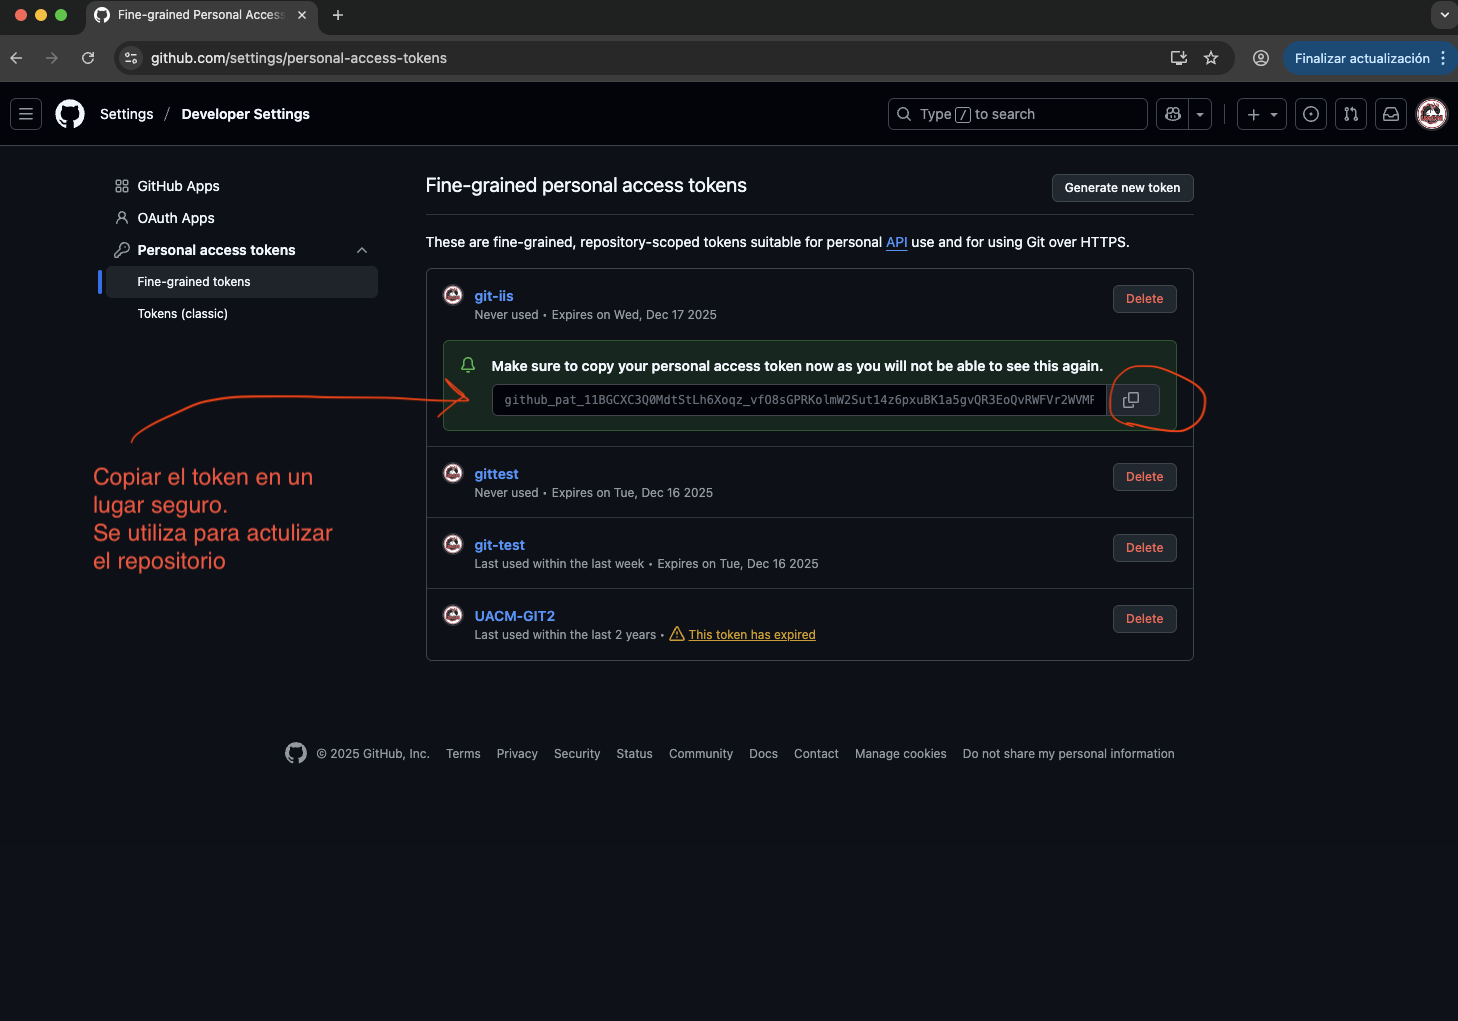 Fine-grained Personal Acces
github.com/settings/personal-access-tokens
Finalizar actualización
Settings / Developer Settings
Type / to search
GitHub Apps
OAuth Apps
Personal access tokens
Fine-grained tokens
Tokens (classic)
Fine-grained personal access tokens
Generate new token
These are fine-grained, repository-scoped tokens suitable for personal API use and for using Git over HTTPS.
git-iis
Never used • Expires on Wed, Dec 17 2025
Delete
Make sure to copy your personal access token now as you will not be able to see this again.
github_pat_11BGCXC3Q0MdtStLh6Xoqz_vfO8sGPRKolmW2Sut14z6pxuBK1a5gvQR3EoQvRWFVr2WVMF
gittest
Never used • Expires on Tue, Dec 16 2025
Delete
git-test
Last used within the last week • Expires on Tue, Dec 16 2025
Delete
UACM-GIT2
Last used within the last 2 years • This token has expired
Delete
Copiar el token en un
lugar seguro.
Se utiliza para actulizar
el repositorio
© 2025 GitHub, Inc. Terms Privacy Security Status Community Docs Contact Manage cookies Do not share my personal information